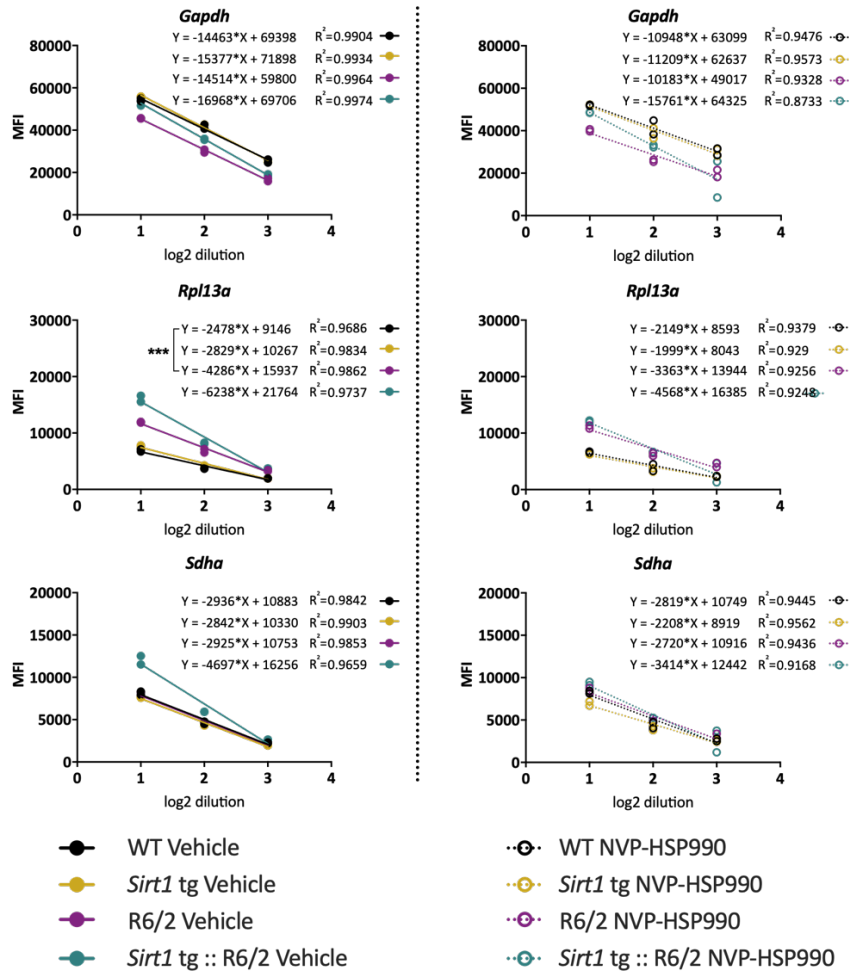 Gapdh
Y = -14463*X + 69398 R²=0.9904
Y = -15377*X + 71898 R²=0.9934
Y = -14514*X + 59800 R²=0.9964
Y = -16968*X + 69706 R²=0.9974
MFI
80000
60000
40000
20000
0
0 1 2 3 4
log2 dilution
Gapdh
Y = -10948*X + 63099 R²=0.9476
Y = -11209*X + 62637 R²=0.9573
Y = -10183*X + 49017 R²=0.9328
Y = -15761*X + 64325 R²=0.8733
MFI
80000
60000
40000
20000
0
0 1 2 3 4
log2 dilution
Rpl13a
Y = -2478*X + 9146 R²=0.9686
Y = -2829*X + 10267 R²=0.9834
Y = -4286*X + 15937 R²=0.9862
Y = -6238*X + 21764 R²=0.9737
***
MFI
30000
20000
10000
0
0 1 2 3 4
log2 dilution
Rpl13a
Y = -2149*X + 8593 R²=0.9379
Y = -1999*X + 8043 R²=0.929
Y = -3363*X + 13944 R²=0.9256
Y = -4568*X + 16385 R²=0.9248
MFI
30000
20000
10000
0
0 1 2 3 4
log2 dilution
Sdha
Y = -2936*X + 10883 R²=0.9842
Y = -2842*X + 10330 R²=0.9903
Y = -2925*X + 10753 R²=0.9853
Y = -4697*X + 16256 R²=0.9659
MFI
20000
15000
10000
5000
0
0 1 2 3 4
log2 dilution
Sdha
Y = -2819*X + 10749 R²=0.9445
Y = -2208*X + 8919 R²=0.9562
Y = -2720*X + 10916 R²=0.9436
Y = -3414*X + 12442 R²=0.9168
MFI
20000
15000
10000
5000
0
0 1 2 3 4
log2 dilution
WT Vehicle
Sirt1 tg Vehicle
R6/2 Vehicle
Sirt1 tg :: R6/2 Vehicle
WT NVP-HSP990
Sirt1 tg NVP-HSP990
R6/2 NVP-HSP990
Sirt1 tg :: R6/2 NVP-HSP990